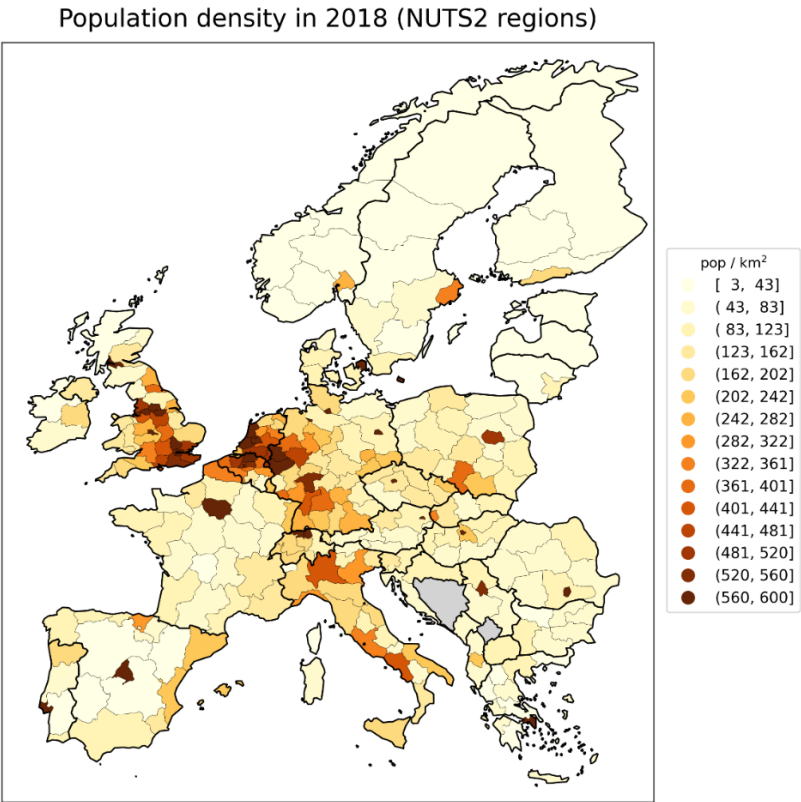 Population density in 2018 (NUTS2 regions)
pop / km²
[  3,  43]
( 43,  83]
( 83, 123]
(123, 162]
(162, 202]
(202, 242]
(242, 282]
(282, 322]
(322, 361]
(361, 401]
(401, 441]
(441, 481]
(481, 520]
(520, 560]
(560, 600]